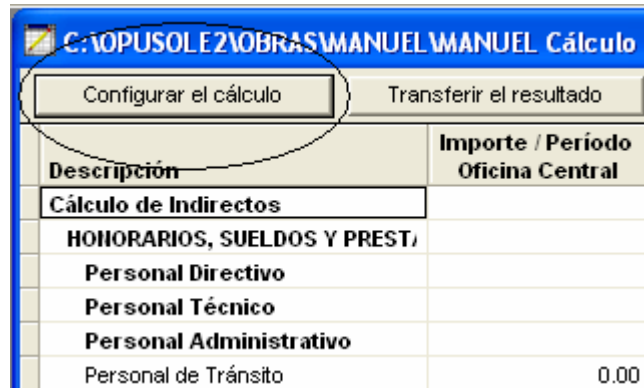 C:\OPUSOLE2\OBRAS\MANUEL\MANUEL Cálculo
Configurar el cálculo Transferir el resultado
Descripción Importe / Período
Oficina Central
Cálculo de Indirectos
HONORARIOS, SUELDOS Y
Personal Directivo
Personal Técnico
Personal Administrativo
Personal de Tránsito 0.00